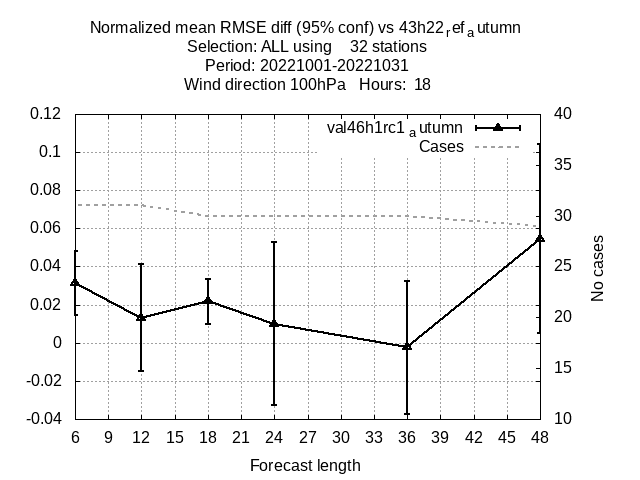 Normalized mean RMSE diff (95% conf) vs 43h22refautumn
Selection: ALL using 32 stations
Period: 20221001-20221031
Wind direction 100hPa Hours: 18
val46h1rc1autumn
Cases
0.12
0.1
0.08
0.06
0.04
0.02
0
-0.02
-0.04
40
35
30
25
20
15
10
No cases
6 9 12 15 18 21 24 27 30 33 36 39 42 45 48
Forecast length